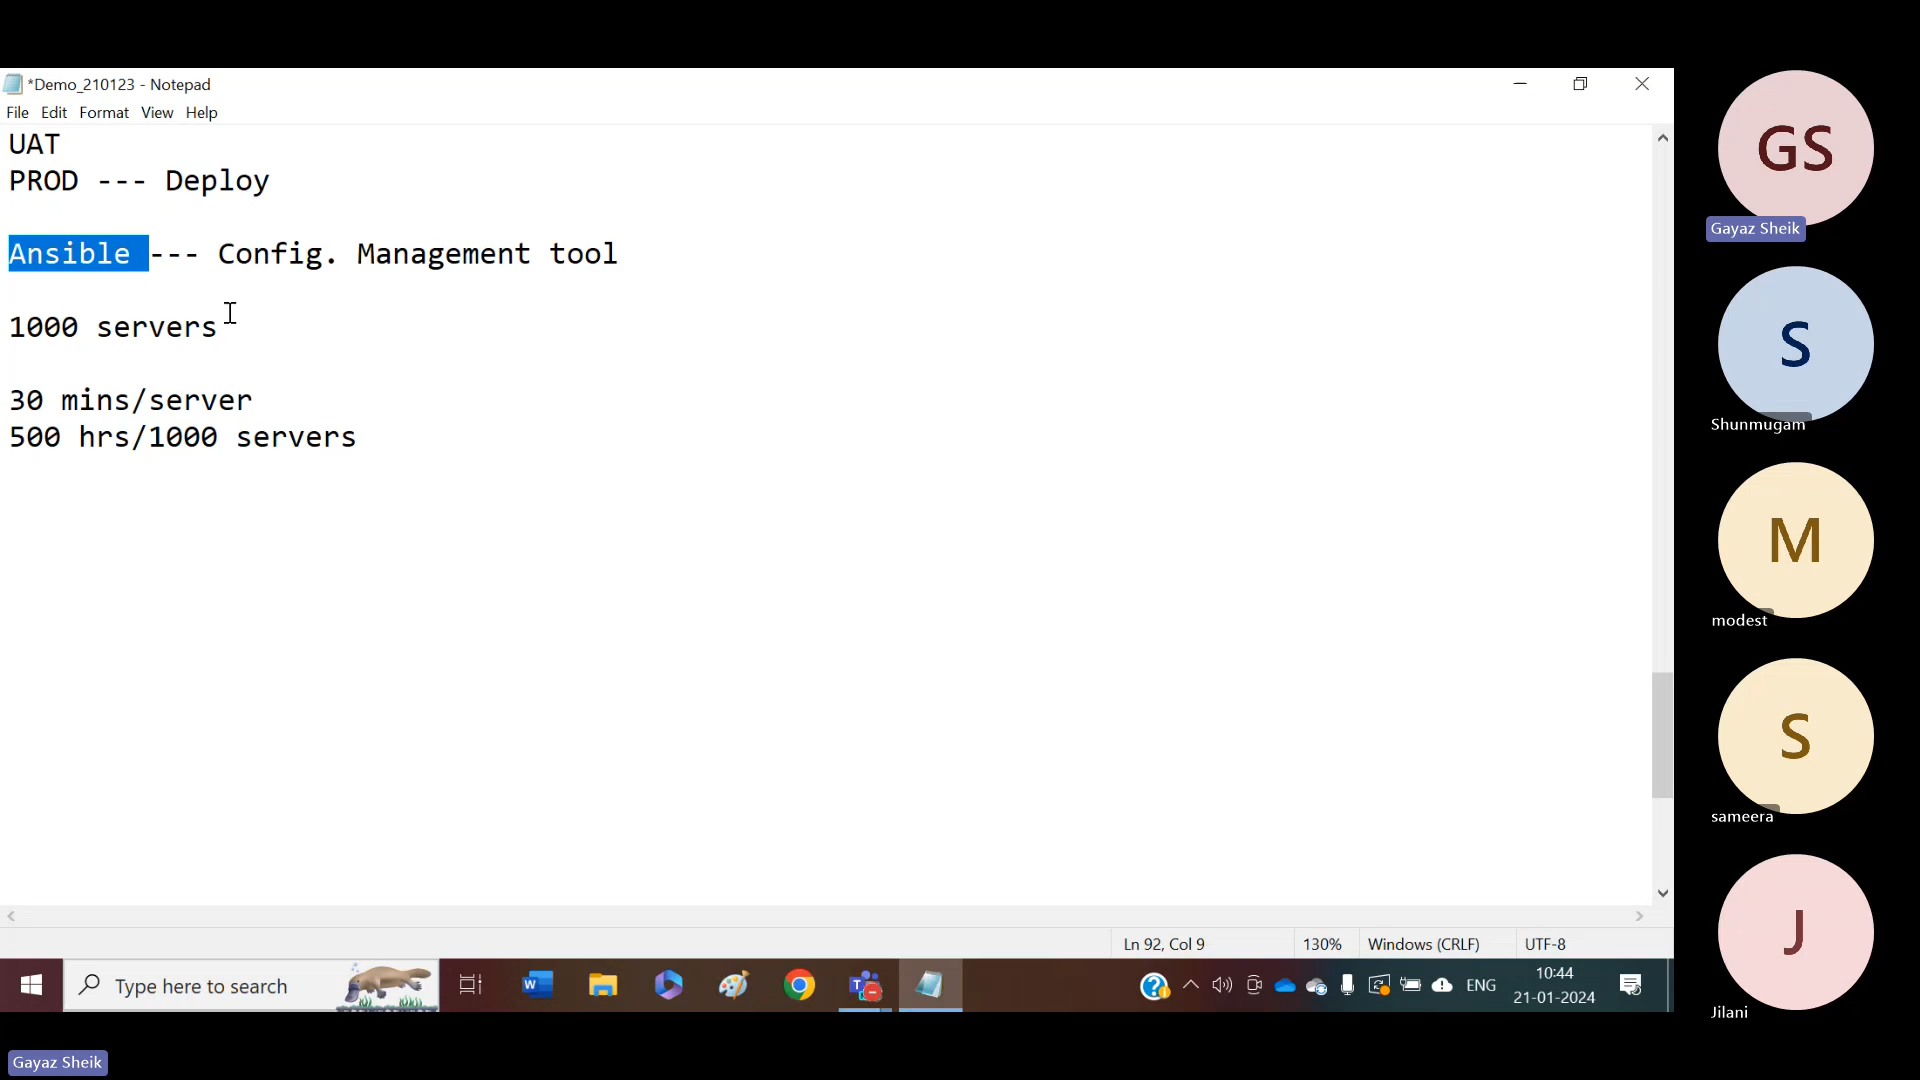 *Demo_210123 - Notepad
File Edit Format View Help
UAT
PROD --- Deploy
Ansible --- Config. Management tool
1000 servers
30 mins/server
500 hrs/1000 servers
Ln 92, Col 9 130% Windows (CRLF) UTF-8
Type here to search
W
T
?
ENG
10:44
21-01-2024
GS
Gayaz Sheik
S
Shunmugam
M
modest
S
sameera
J
Jilani
Gayaz Sheik